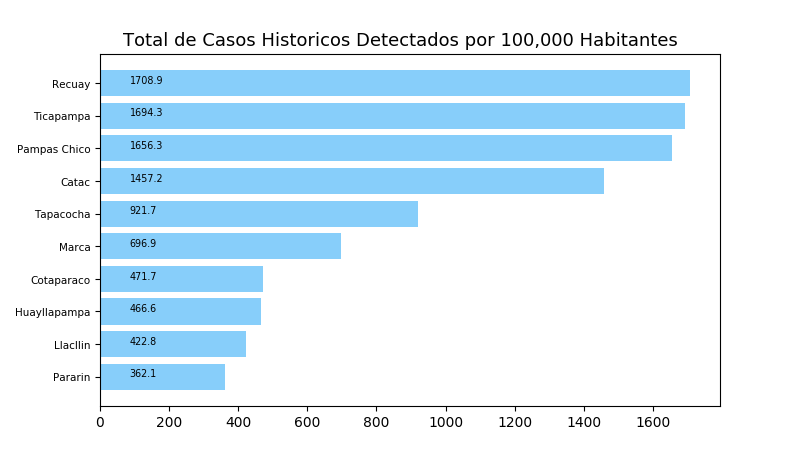 Total de Casos Historicos Detectados por 100,000 Habitantes
Recuay 1708.9
Ticapampa 1694.3
Pampas Chico 1656.3
Catac 1457.2
Tapacocha 921.7
Marca 696.9
Cotaparaco 471.7
Huayllapampa 466.6
Llacllin 422.8
Pararin 362.1
0 200 400 600 800 1000 1200 1400 1600